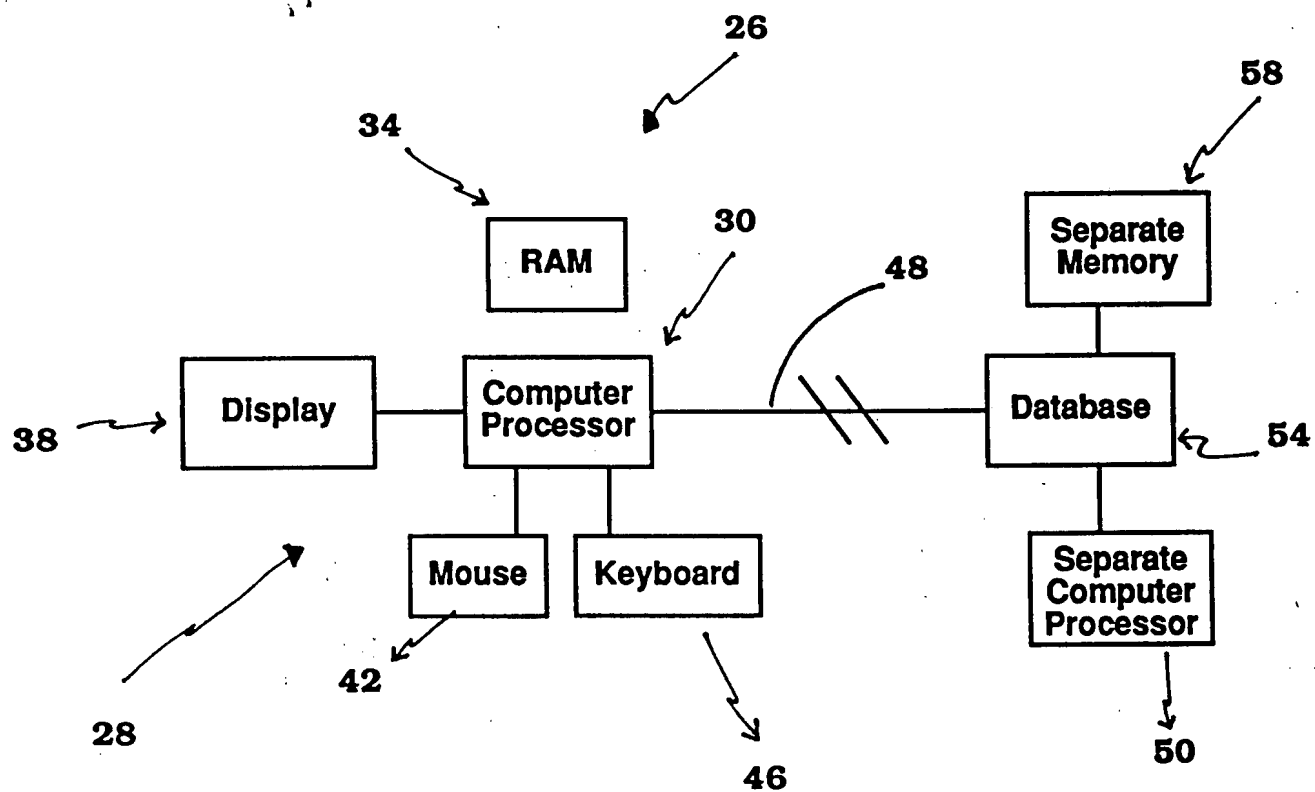 26
58
34
30
RAM
Separate
Memory
48
Display
Computer
Processor
Database
38
54
Mouse
Keyboard
Separate
Computer
Processor
42
28
46
50